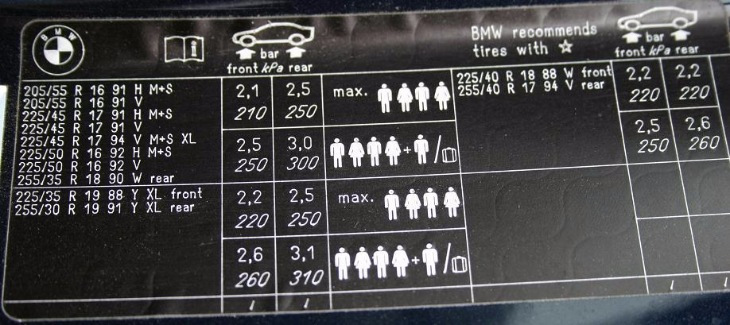 BMW
i
bar
front kPa rear
BMW recommends
tires with ☆
bar
front kPa rear
205/55 R 16 91 H M+S
205/55 R 16 91 V
225/45 R 17 91 H M+S
225/45 R 17 91 V
225/45 R 17 94 V M+S XL
225/50 R 16 92 H M+S
225/50 R 16 92 V
255/35 R 18 90 W rear
2,1 2,5
210 250
max.
2,5 3,0
250 300
+ /
225/35 R 19 88 Y XL front
255/30 R 19 91 Y XL rear
2,2 2,5
220 250
max.
2,6 3,1
260 310
+ /
225/40 R 18 88 W front
255/40 R 17 94 V rear
2,2 2,2
220 220
2,5 2,6
250 260
/ / / /